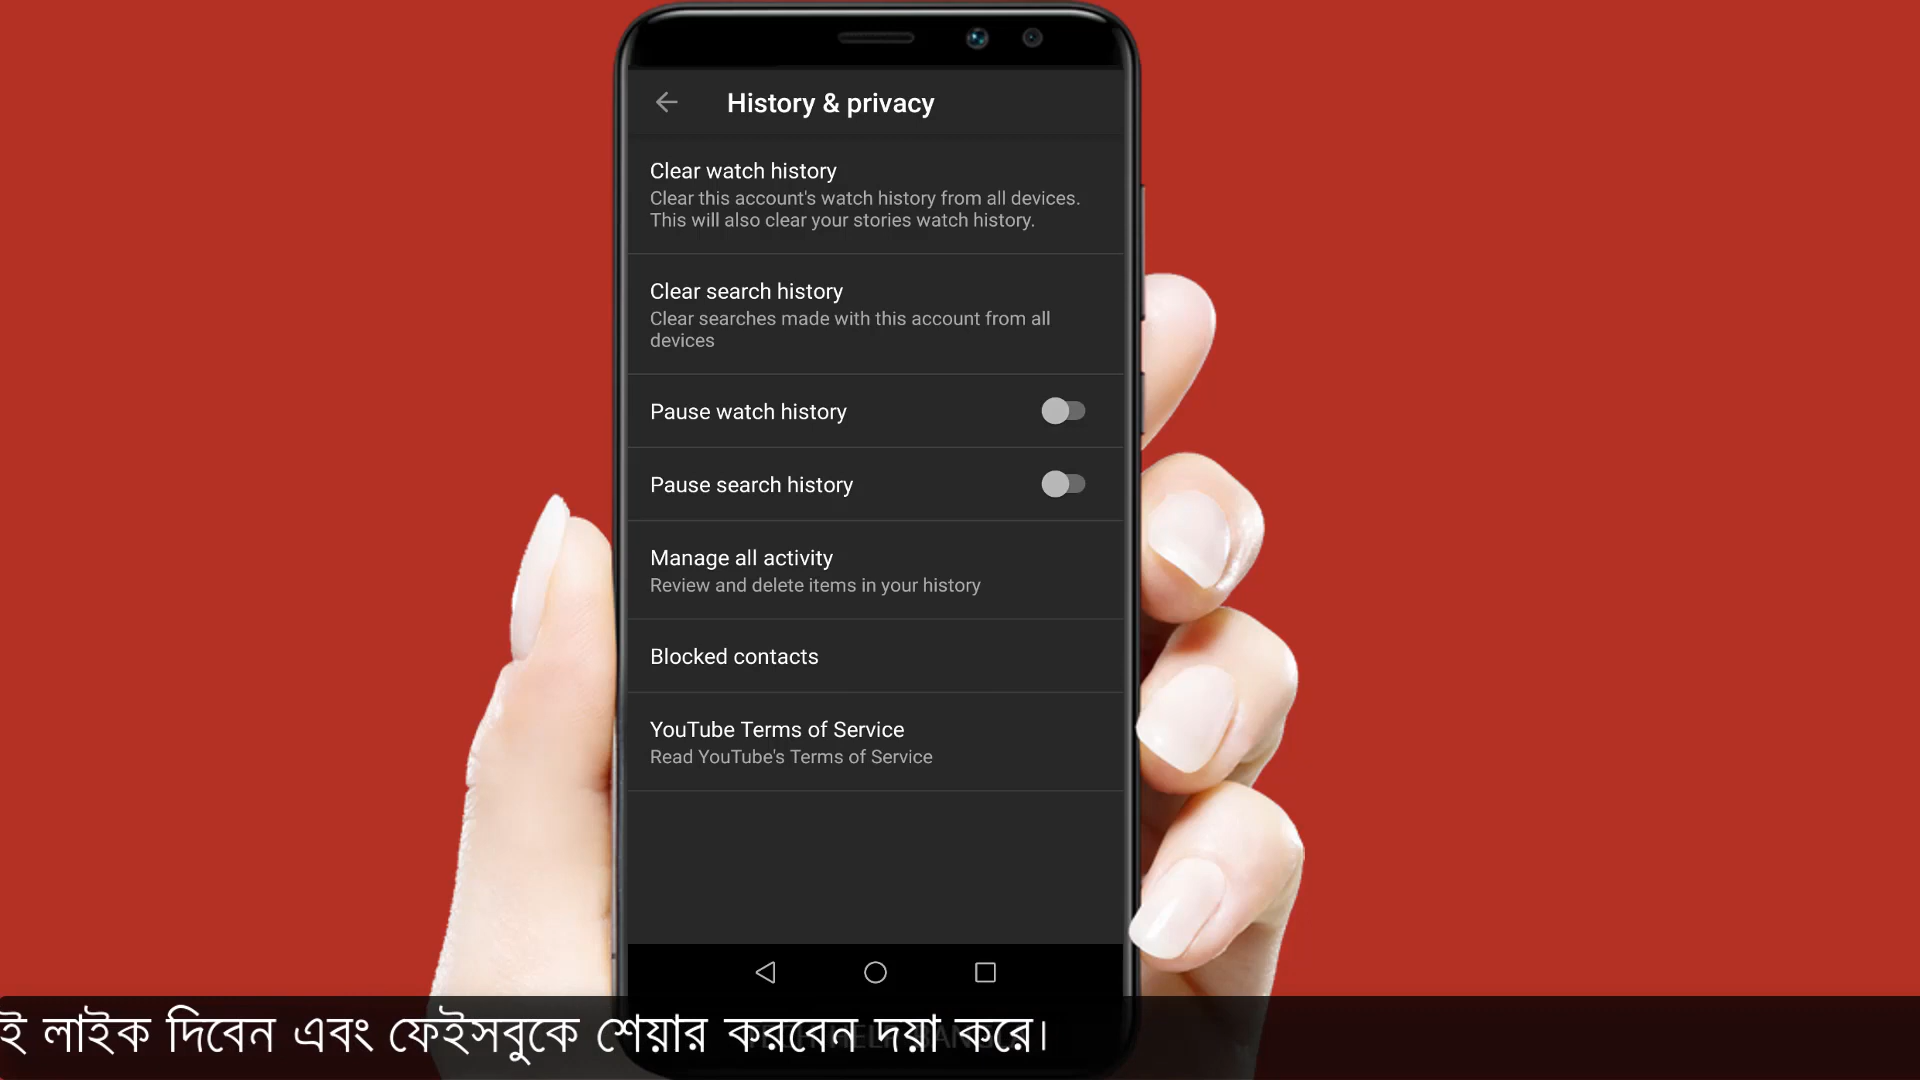 History & privacy
Clear watch history
Clear this account's watch history from all devices.
This will also clear your stories watch history.
Clear search history
Clear searches made with this account from all
devices
Pause watch history
Pause search history
Manage all activity
Review and delete items in your history
Blocked contacts
YouTube Terms of Service
Read YouTube's Terms of Service
ই লাইক দিবেন এবং ফেইসবুকে শেয়ার করবেন দয়া করে।